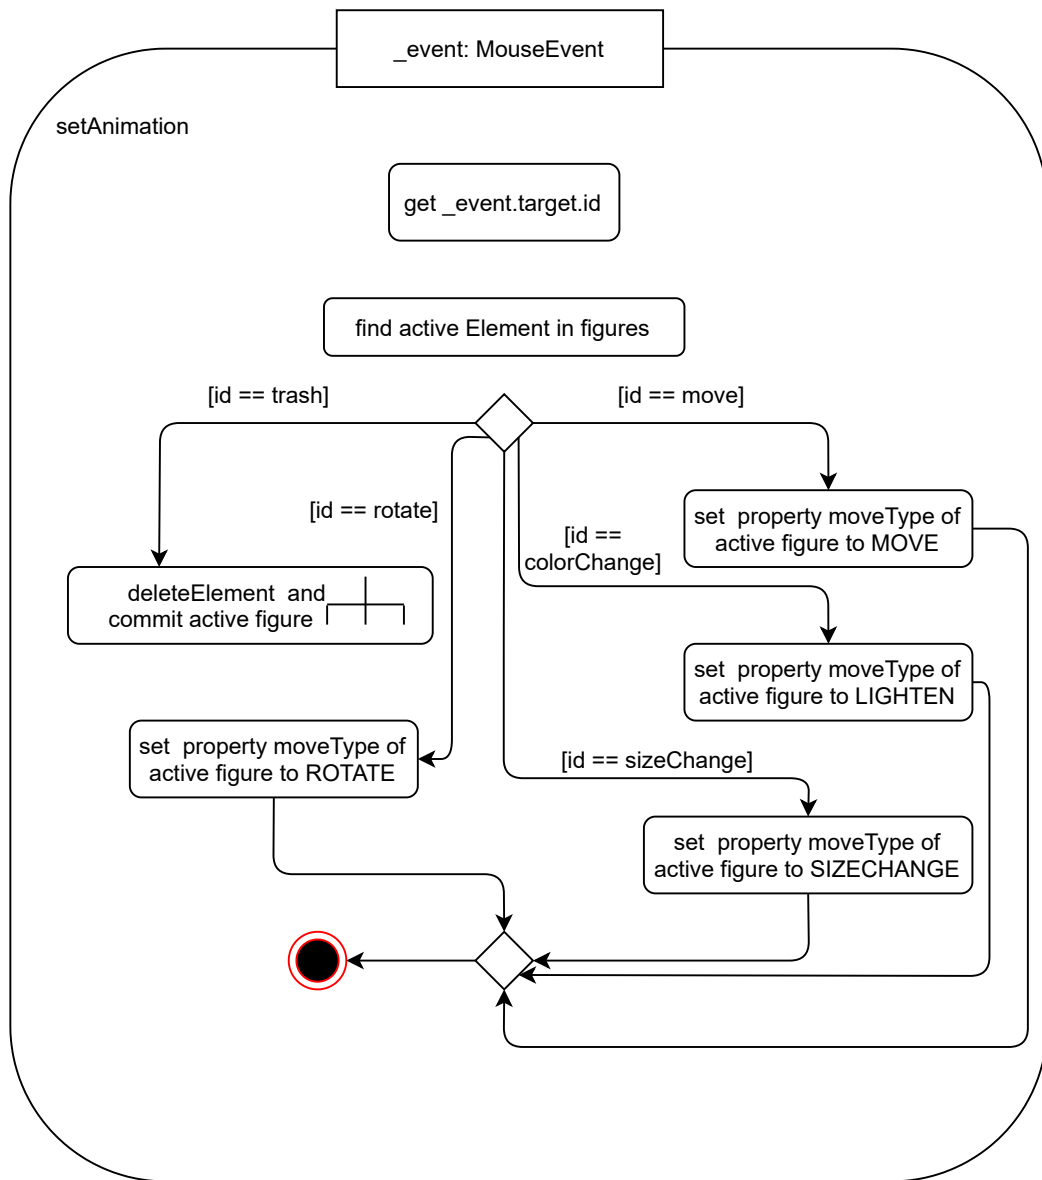 _event: MouseEvent
setAnimation
get _event.target.id
find active Element in figures
[id == trash]
[id == move]
[id == rotate]
set  property moveType of
active figure to MOVE
[id ==
colorChange]
deleteElement  and
commit active figure
set  property moveType of
active figure to LIGHTEN
set  property moveType of
active figure to ROTATE
[id == sizeChange]
set  property moveType of
active figure to SIZECHANGE